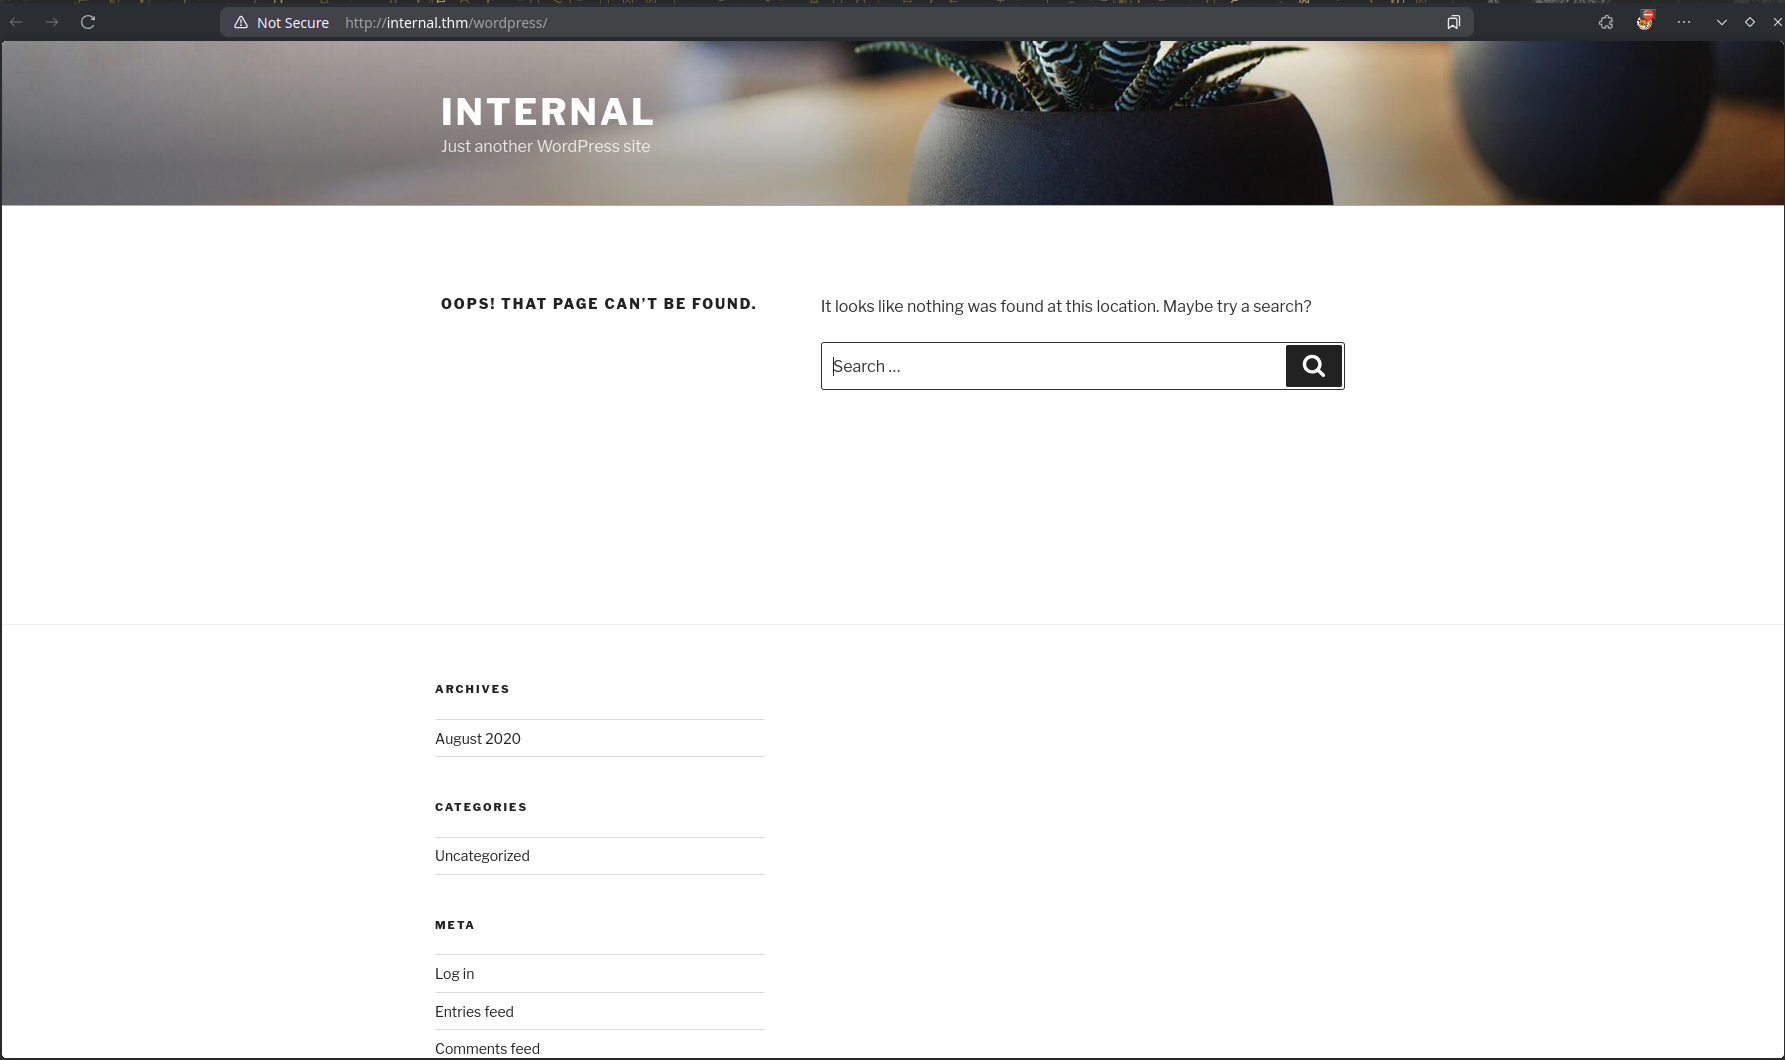 Not Secure http://internal.thm/wordpress/
INTERNAL
Just another WordPress site
OOPS! THAT PAGE CAN’T BE FOUND.
It looks like nothing was found at this location. Maybe try a search?
Search …
ARCHIVES
August 2020
CATEGORIES
Uncategorized
META
Log in
Entries feed
Comments feed